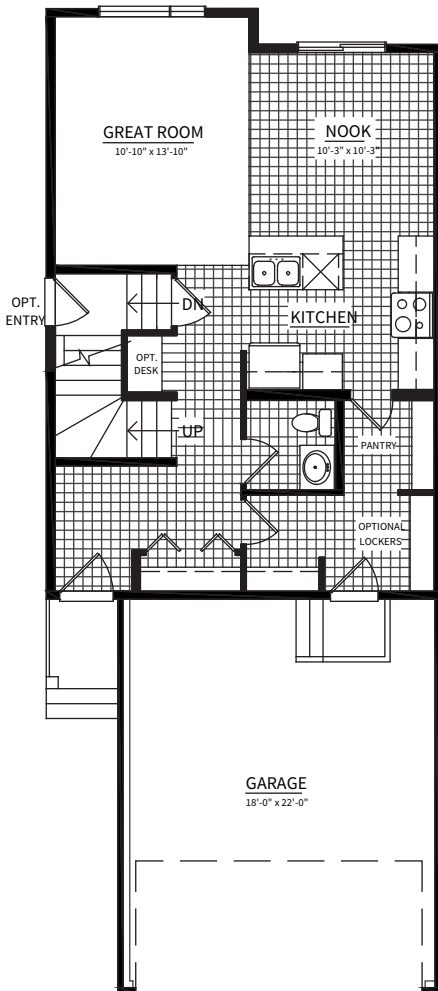 GREAT ROOM
10'-10" x 13'-10"
NOOK
10'-3" x 10'-3"
OPT.
ENTRY
DN
KITCHEN
OPT.
DESK
UP
PANTRY
OPTIONAL
LOCKERS
GARAGE
18'-0" x 22'-0"